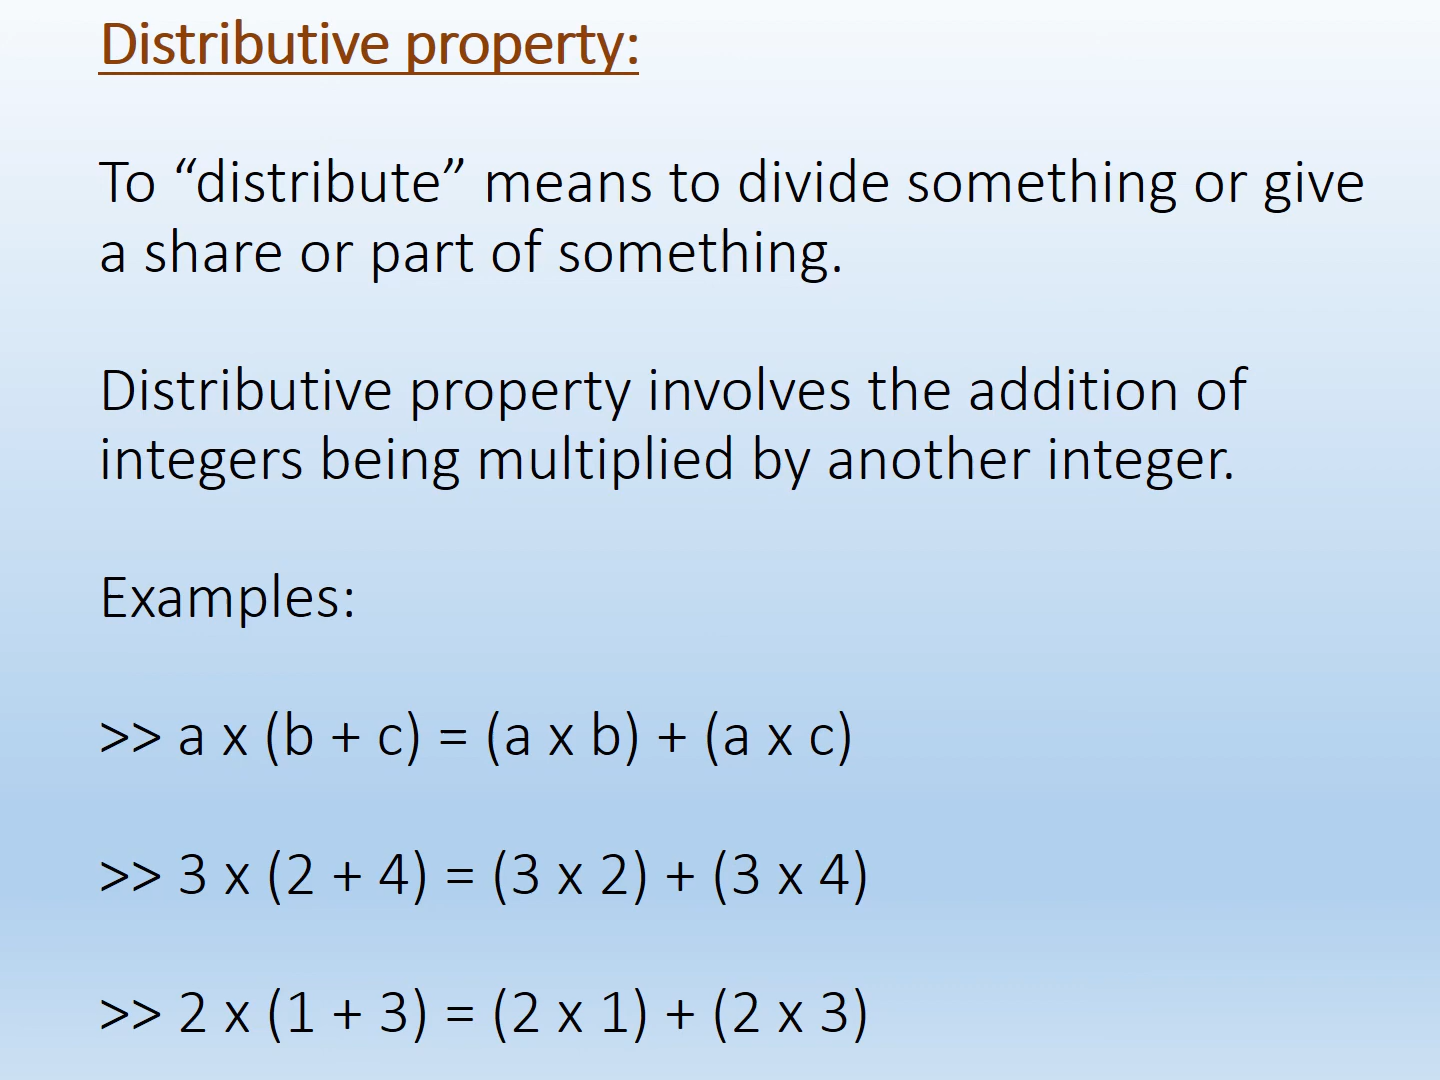 Distributive property:
To “distribute” means to divide something or give
a share or part of something.
Distributive property involves the addition of
integers being multiplied by another integer.
Examples:
>> a x (b + c) = (a x b) + (a x c)
>> 3 x (2 + 4) = (3 x 2) + (3 x 4)
>> 2 x (1 + 3) = (2 x 1) + (2 x 3)